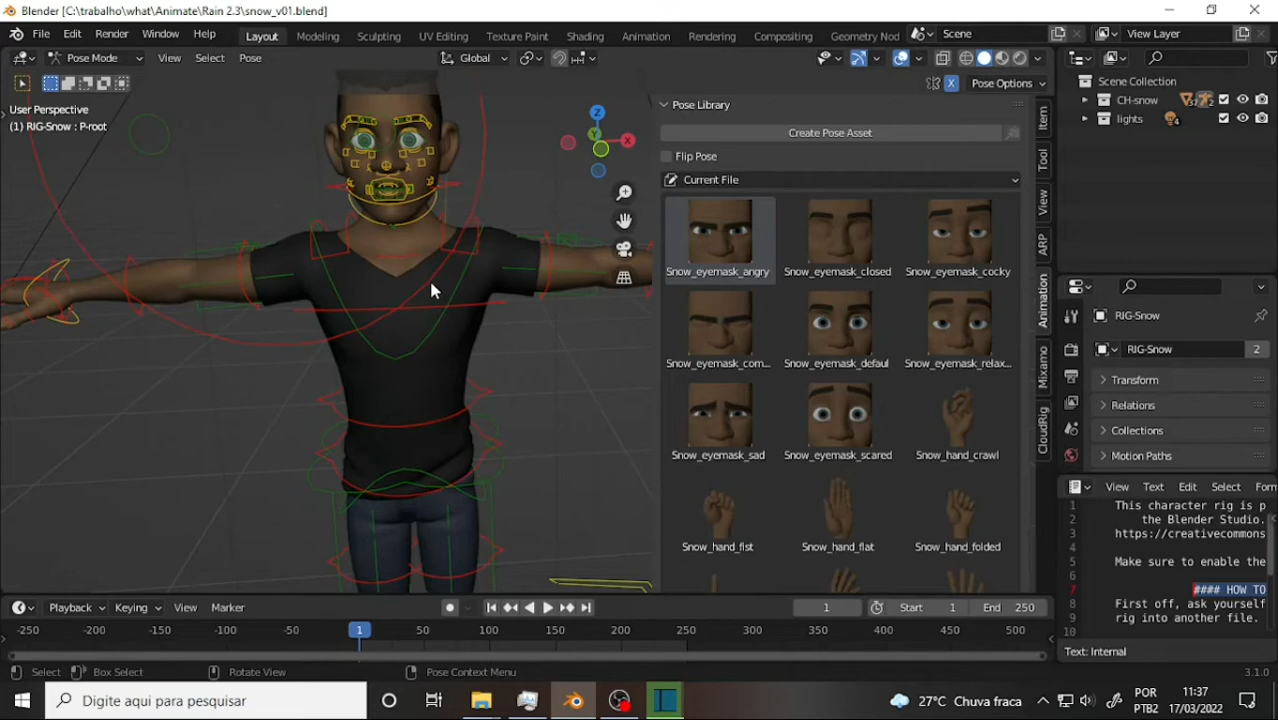 Blender [C:\trabalho\what\Animate\Rain 2.3\snow_v01.blend]
File Edit Render Window Help Layout Modeling Sculpting UV Editing Texture Paint Shading Animation Rendering Compositing Geometry Nod Scene View Layer
Pose Mode View Select Pose Global
X Pose Options
User Perspective
(1) RIG-Snow : P-root
Z
Y
X
Pose Library
Create Pose Asset
Flip Pose
Current File
Snow_eyemask_angry Snow_eyemask_closed Snow_eyemask_cocky
Snow_eyemask_com... Snow_eyemask_defaul Snow_eyemask_relax...
Snow_eyemask_sad Snow_eyemask_scared Snow_hand_crawl
Snow_hand_fist Snow_hand_flat Snow_hand_folded
Item
Tool
View
ARP
Animation
Mixamo
CloudRig
Scene Collection
CH-snow 2
lights 4
RIG-Snow
RIG-Snow 2
Transform
Relations
Collections
Motion Paths
View Text Edit Select Form
1 This character rig is p
2 the Blender Studio.
3 https://creativecommons
4
5 Make sure to enable the
6
7 #### HOW TO
8 First off, ask yourself
9 rig into another file.
10
Text: Internal
Playback Keying View Marker 1 Start 1 End 250
-250 -200 -150 -100 -50 1 50 100 150 200 250 300 350 400 450 500
Select Box Select Rotate View Pose Context Menu 3.1.0
Digite aqui para pesquisar 27°C Chuva fraca POR 11:37
PTB2 17/03/2022